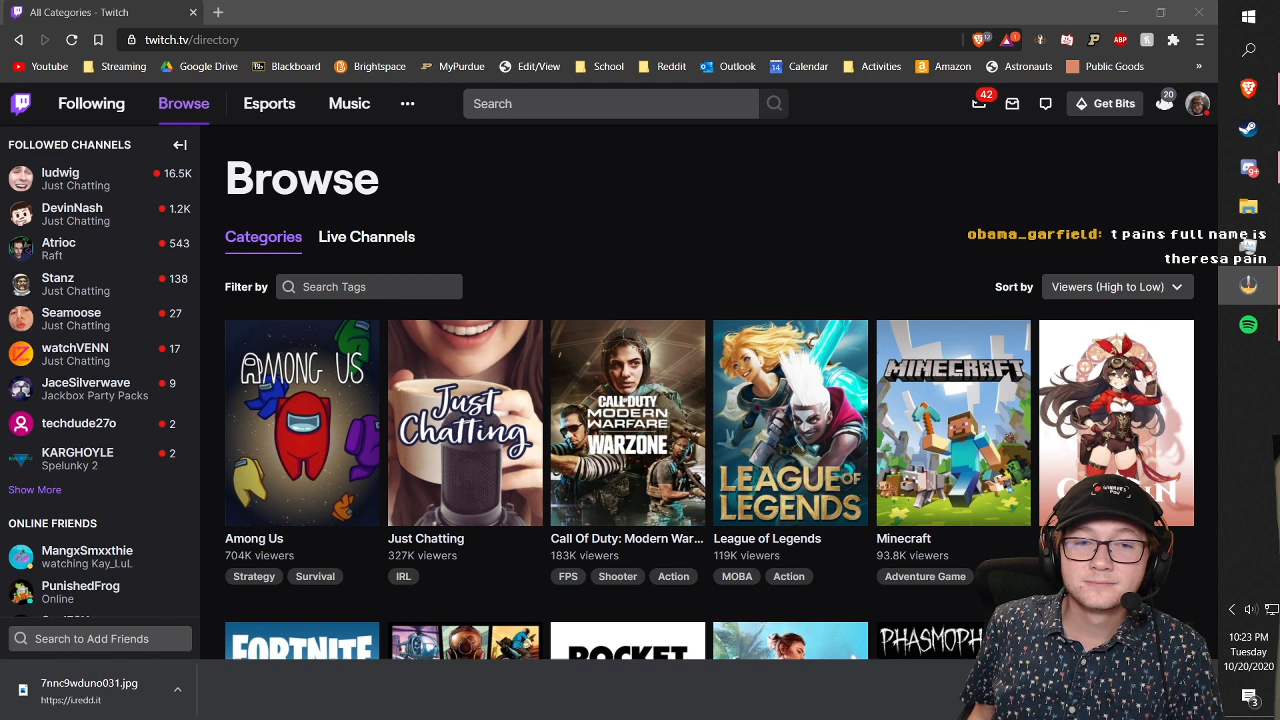 All Categories - Twitch
twitch.tv/directory
12
1
ABP
Youtube
Streaming
Google Drive
Blackboard
Brightspace
MyPurdue
Edit/View
School
Reddit
Outlook
Calendar
Activities
Amazon
Astronauts
Public Goods
Following
Browse
Esports
Music
Search
42
Get Bits
20
FOLLOWED CHANNELS
ludwig
16.5K
Just Chatting
DevinNash
1.2K
Just Chatting
Atrioc
543
Raft
Stanz
138
Just Chatting
Seamoose
27
Just Chatting
watchVENN
17
Just Chatting
JaceSilverwave
9
Jackbox Party Packs
techdude27o
2
KARGHOYLE
2
Spelunky 2
Show More
ONLINE FRIENDS
MangxSmxxthie
watching Kay_LuL
PunishedFrog
Online
Search to Add Friends
Browse
Categories
Live Channels
obama_garfield: t pains full name is
theresa pain
Filter by
Search Tags
Sort by
Viewers (High to Low)
AMONG US
Just
Chatting
CALL OF DUTY
MODERN
WARFARE
WARZONE
LEAGUE OF
LEGENDS
MINECRAFT
Among Us
704K viewers
Strategy
Survival
Just Chatting
327K viewers
IRL
Call Of Duty: Modern War...
183K viewers
FPS
Shooter
Action
League of Legends
119K viewers
MOBA
Action
Minecraft
93.8K viewers
Adventure Game
FORTNITE
ROCKET
PHASMOPH
7nnc9wduno031.jpg
https://i.redd.it
9+
10:23 PM
Tuesday
10/20/2020
3